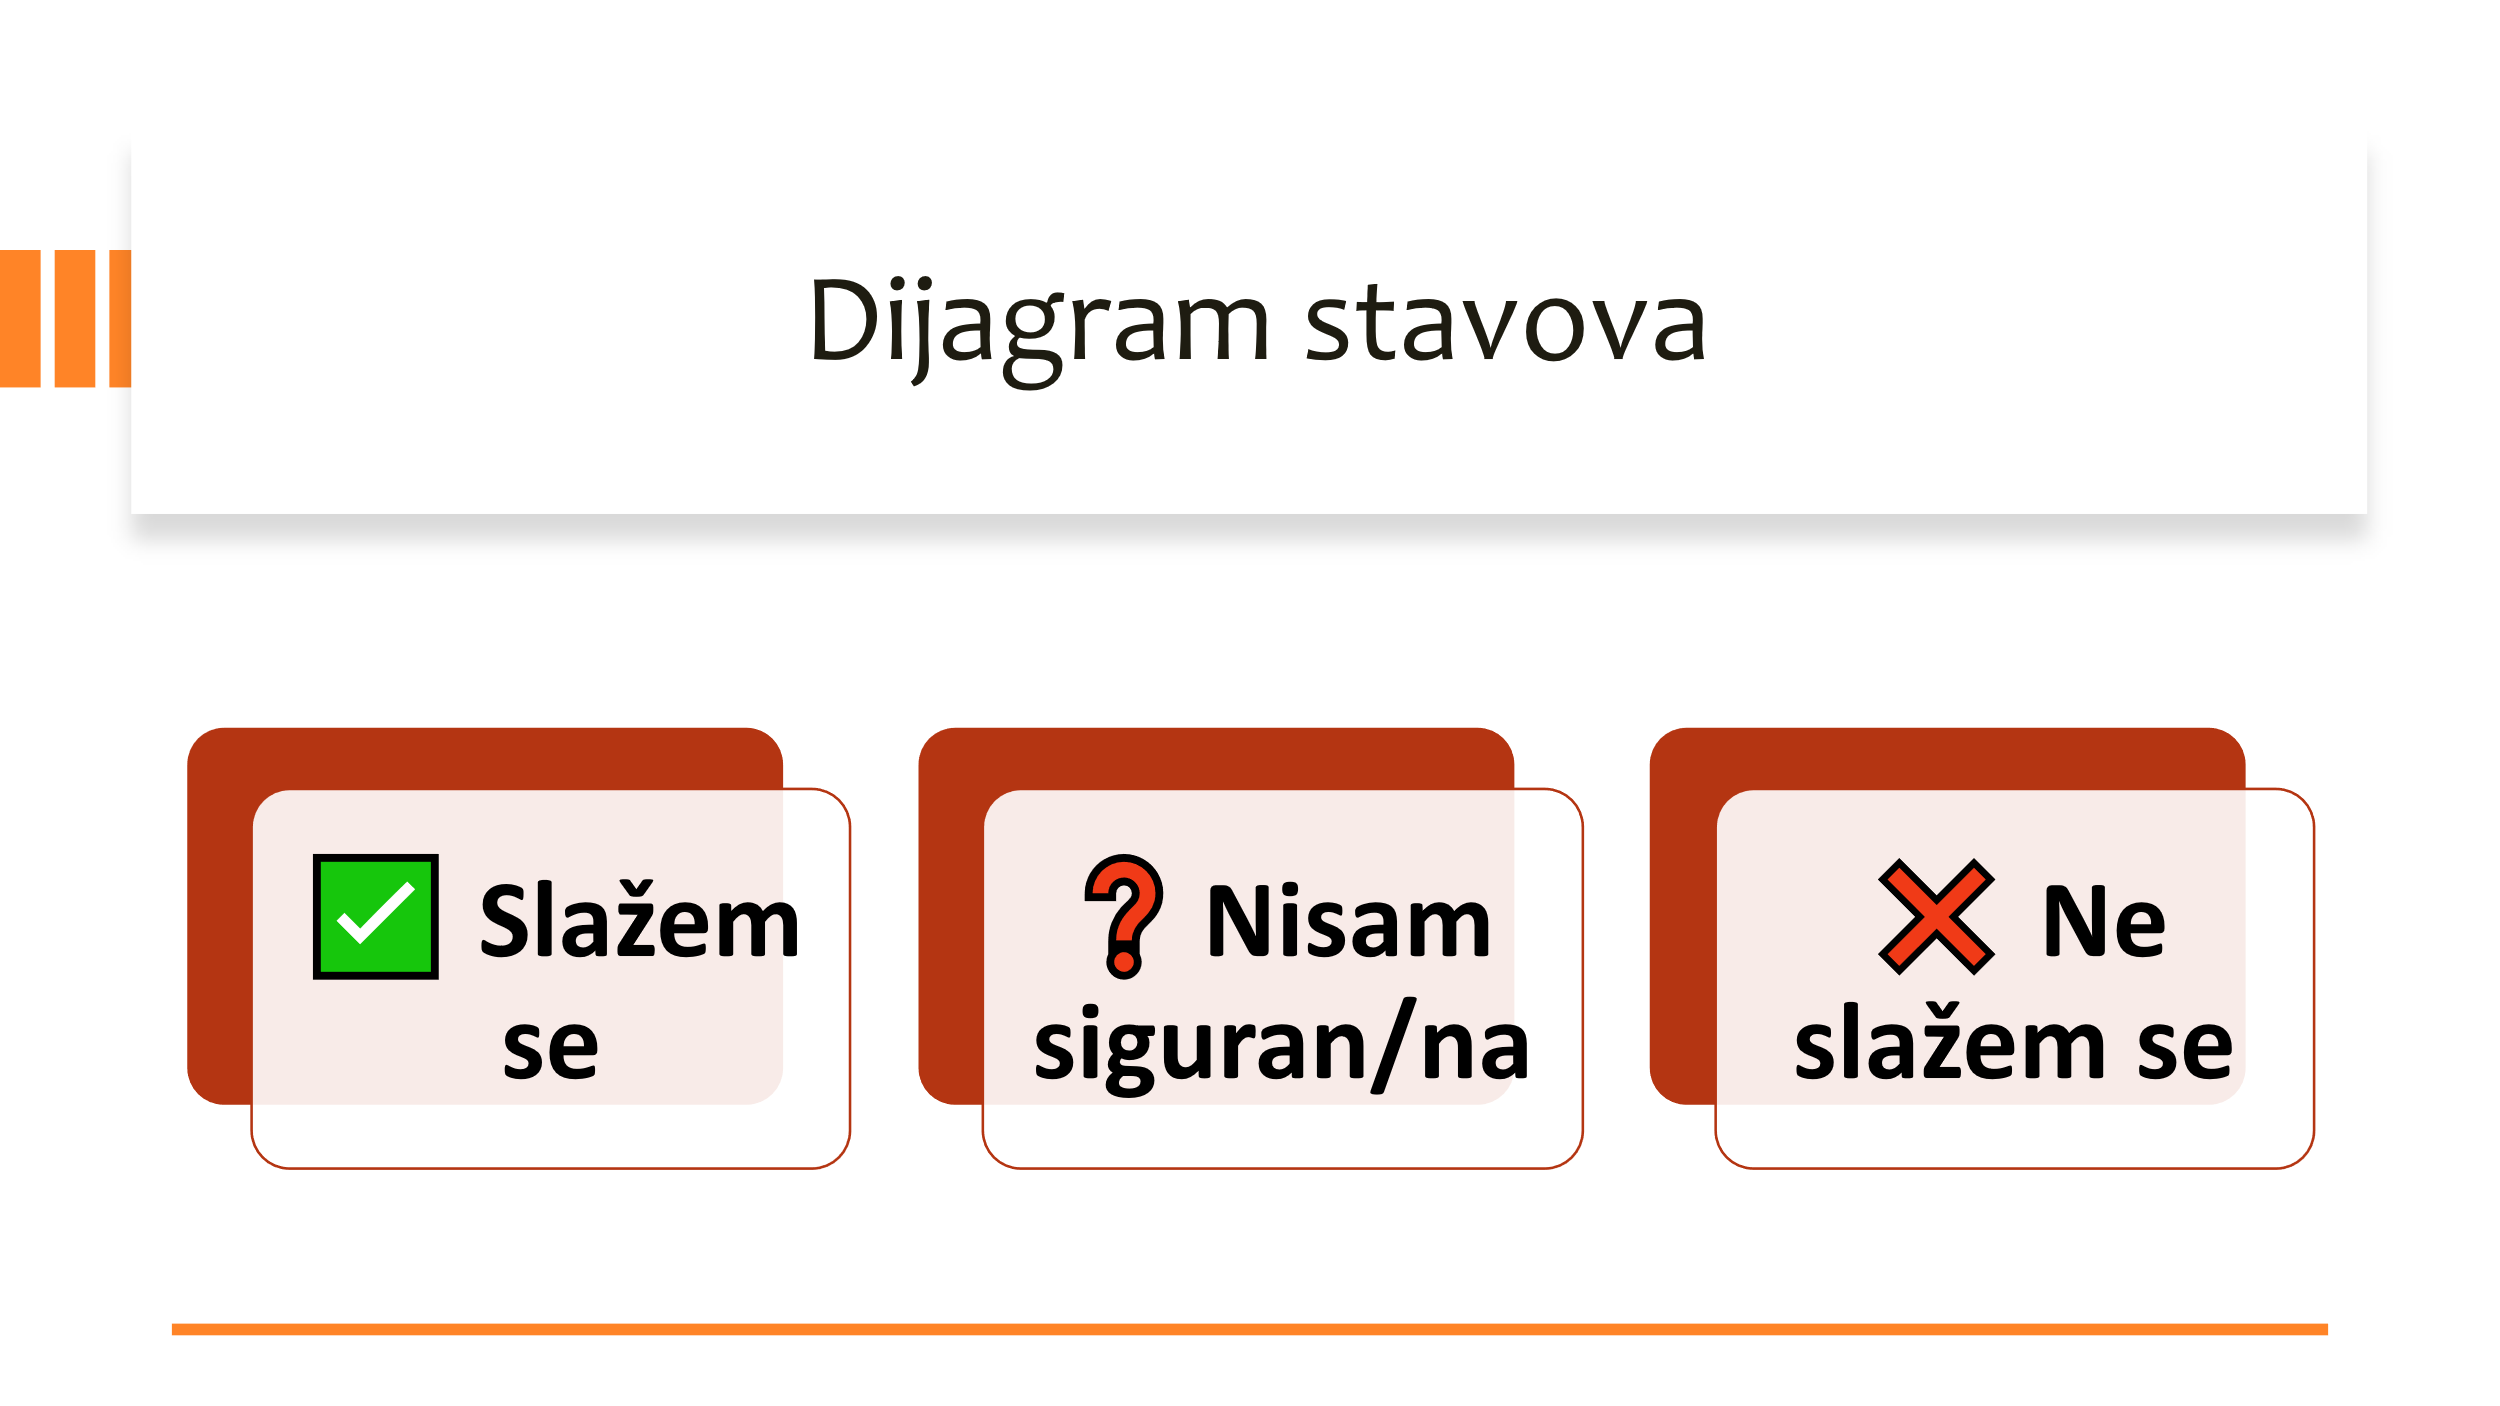 Dijagram stavova
✅ Slažem
se
❓ Nisam
siguran/na
❌ Ne
slažem se